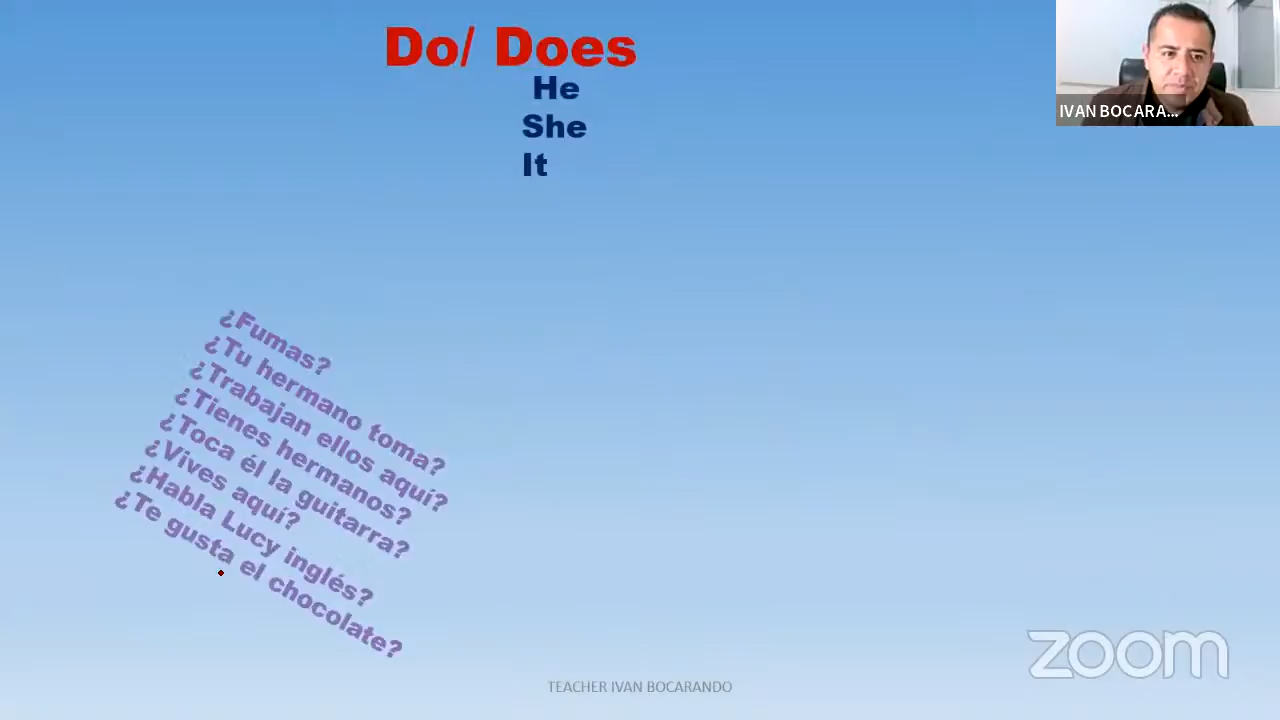 Do/ Does
He
She
It
IVAN BOCARA...
¿Fumas?
¿Tu hermano toma?
¿Trabajan ellos aquí?
¿Tienes hermanos?
¿Toca él la guitarra?
¿Vives aquí?
¿Habla Lucy inglés?
¿Te gusta el chocolate?
zoom
TEACHER IVAN BOCARANDO